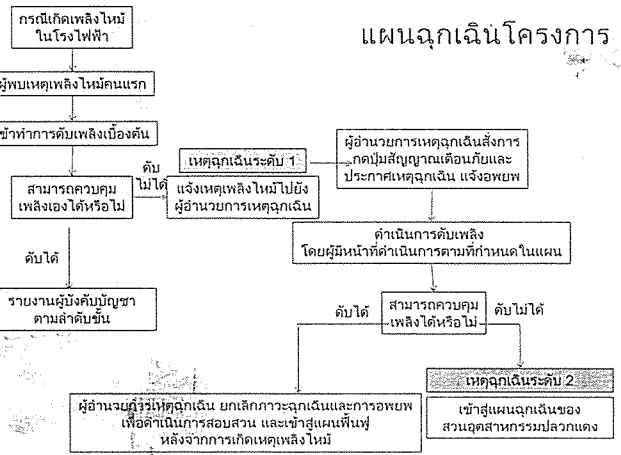 แผนฉุกเฉินโครงการ
กรณีเกิดเพลิงไหม้
ในโรงไฟฟ้า
ผู้พบเหตุเพลิงไหม้คนแรก
เข้าทำการดับเพลิงเบื้องต้น
สามารถควบคุม
เพลิงเองได้หรือไม่
ดับ
ไม่ได้
ดับได้
รายงานผู้บังคับบัญชา
ตามลำดับขั้น
เหตุฉุกเฉินระดับ 1
แจ้งเหตุเพลิงไหม้ไปยัง
ผู้อำนวยการเหตุฉุกเฉิน
ผู้อำนวยการเหตุฉุกเฉินสั่งการ
กดปุ่มสัญญาณเตือนภัยและ
ประกาศเหตุฉุกเฉิน แจ้งอพยพ
ดำเนินการดับเพลิง
โดยผู้มีหน้าที่ดำเนินการตามที่กำหนดในแผน
สามารถควบคุม
เพลิงได้หรือไม่
ดับได้
ดับไม่ได้
ผู้อำนวยการเหตุฉุกเฉิน ยกเลิกภาวะฉุกเฉินและการอพยพ
เพื่อดำเนินการสอบสวน และเข้าสู่แผนฟื้นฟู
หลังจากการเกิดเหตุเพลิงไหม้
เหตุฉุกเฉินระดับ 2
เข้าสู่แผนฉุกเฉินของ
สวนอุตสาหกรรมปลวกแดง